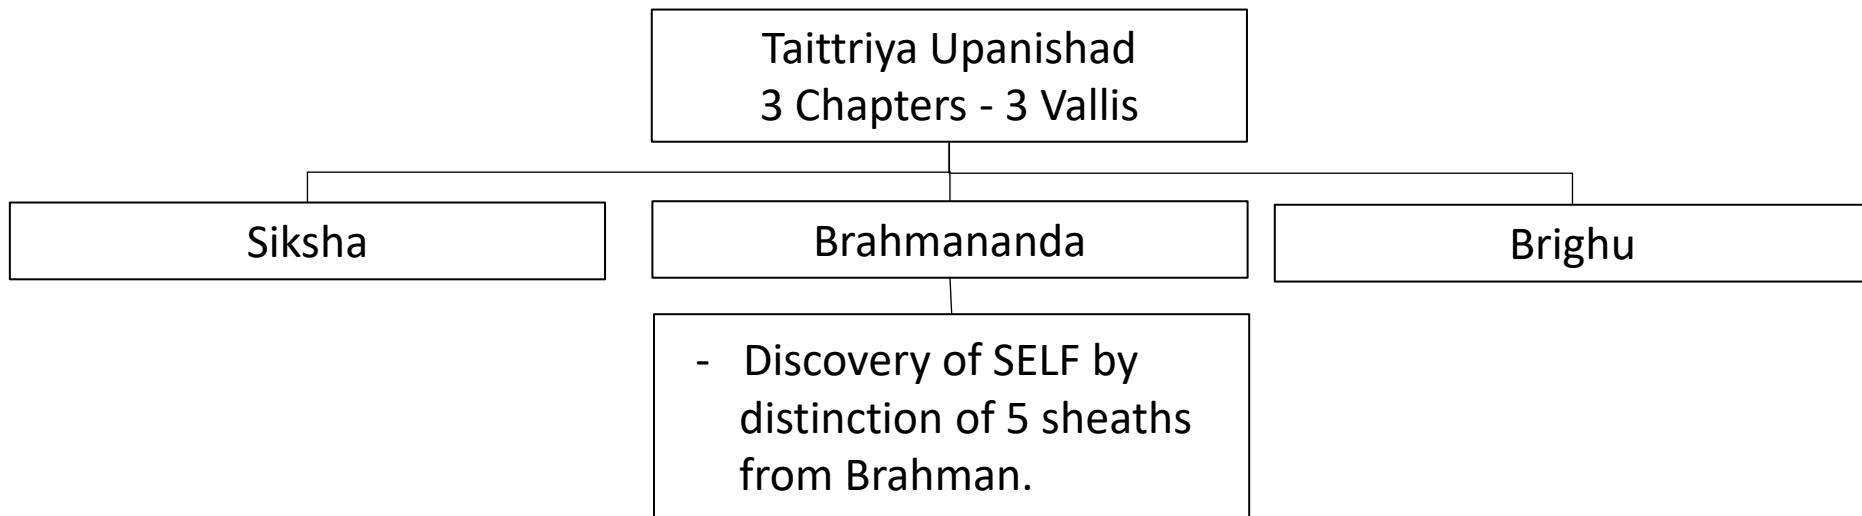 Taittriya Upanishad
3 Chapters - 3 Vallis
Siksha
Brahmananda
Brighu
- Discovery of SELF by
distinction of 5 sheaths
from Brahman.